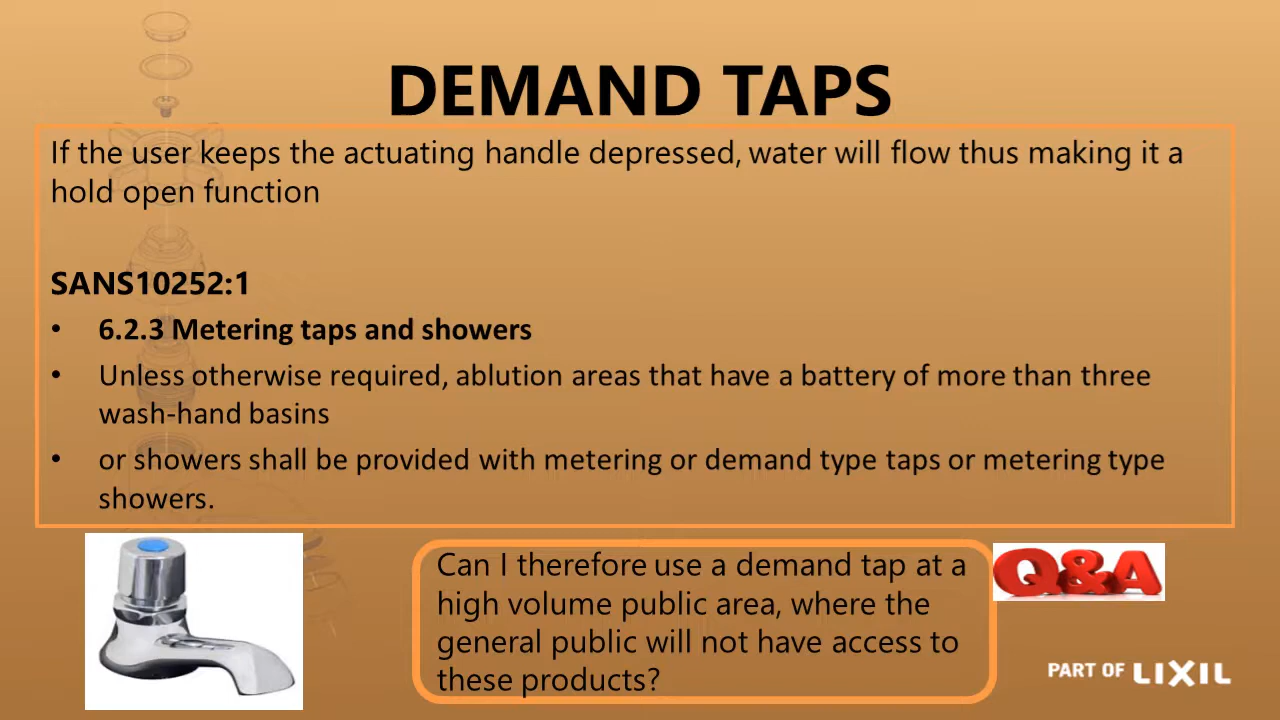 DEMAND TAPS
If the user keeps the actuating handle depressed, water will flow thus making it a
hold open function
SANS10252:1
• 6.2.3 Metering taps and showers
• Unless otherwise required, ablution areas that have a battery of more than three
wash-hand basins
• or showers shall be provided with metering or demand type taps or metering type
showers.
Can I therefore use a demand tap at a
high volume public area, where the
general public will not have access to
these products?
Q&A
PART OF LIXIL